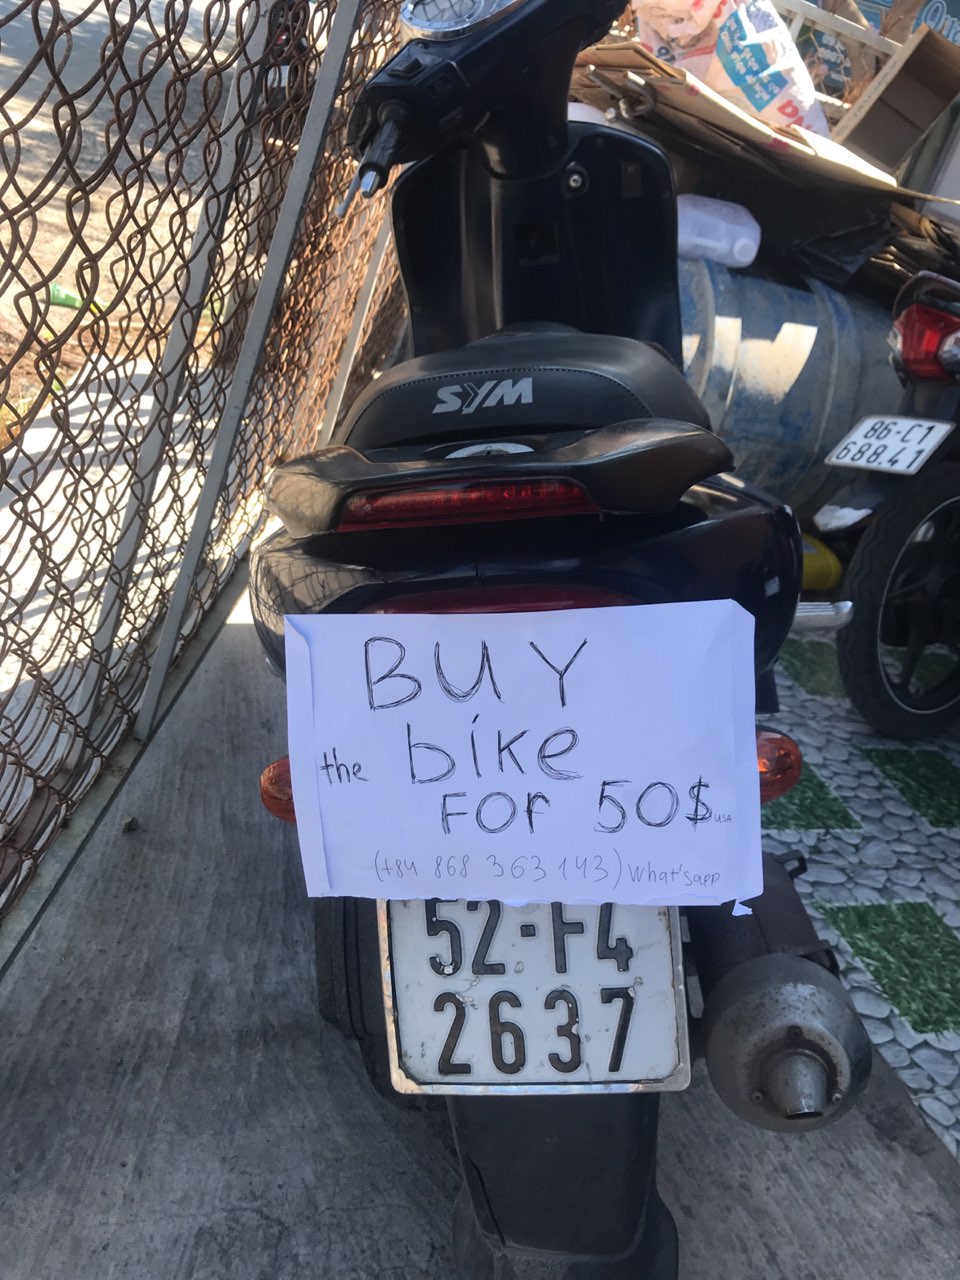 SYM
86-C1
688.41
BUY
the bike
FOr 50$ USA
(+84 868 363 143) What'sapp
52-F4
2637